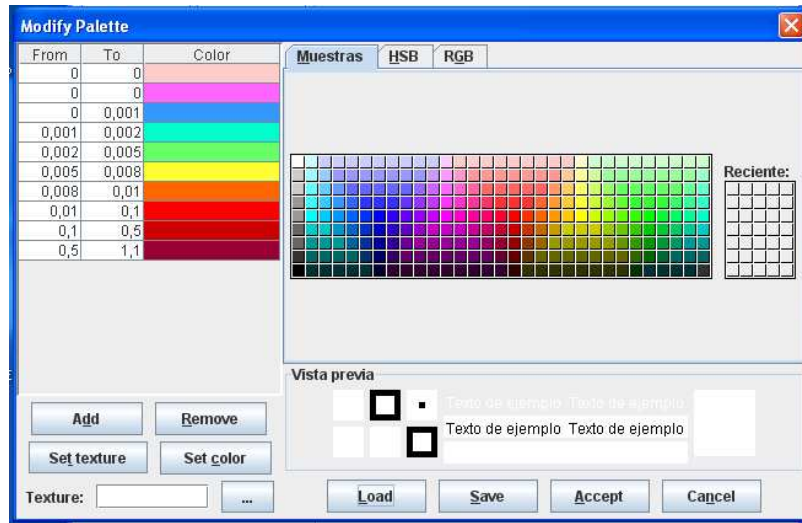 Modify Palette
From To Color
0 0
0 0
0 0,001
0,001 0,002
0,002 0,005
0,005 0,008
0,008 0,01
0,01 0,1
0,1 0,5
0,5 1,1
Add Remove
Set texture Set color
Texture: ...
Muestras HSB RGB
Reciente:
Vista previa
Texto de ejemplo Texto de ejemplo
Texto de ejemplo Texto de ejemplo
Load Save Accept Cancel